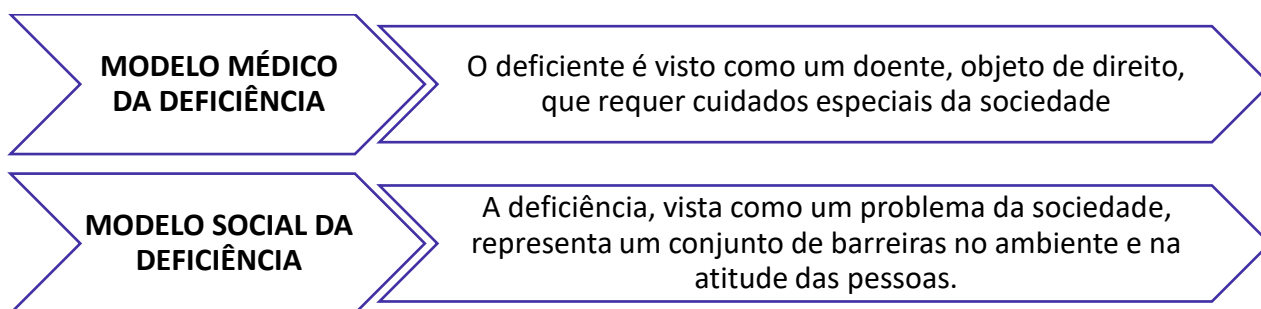 MODELO MÉDICO
DA DEFICIÊNCIA
O deficiente é visto como um doente, objeto de direito,
que requer cuidados especiais da sociedade
MODELO SOCIAL DA
DEFICIÊNCIA
A deficiência, vista como um problema da sociedade,
representa um conjunto de barreiras no ambiente e na
atitude das pessoas.